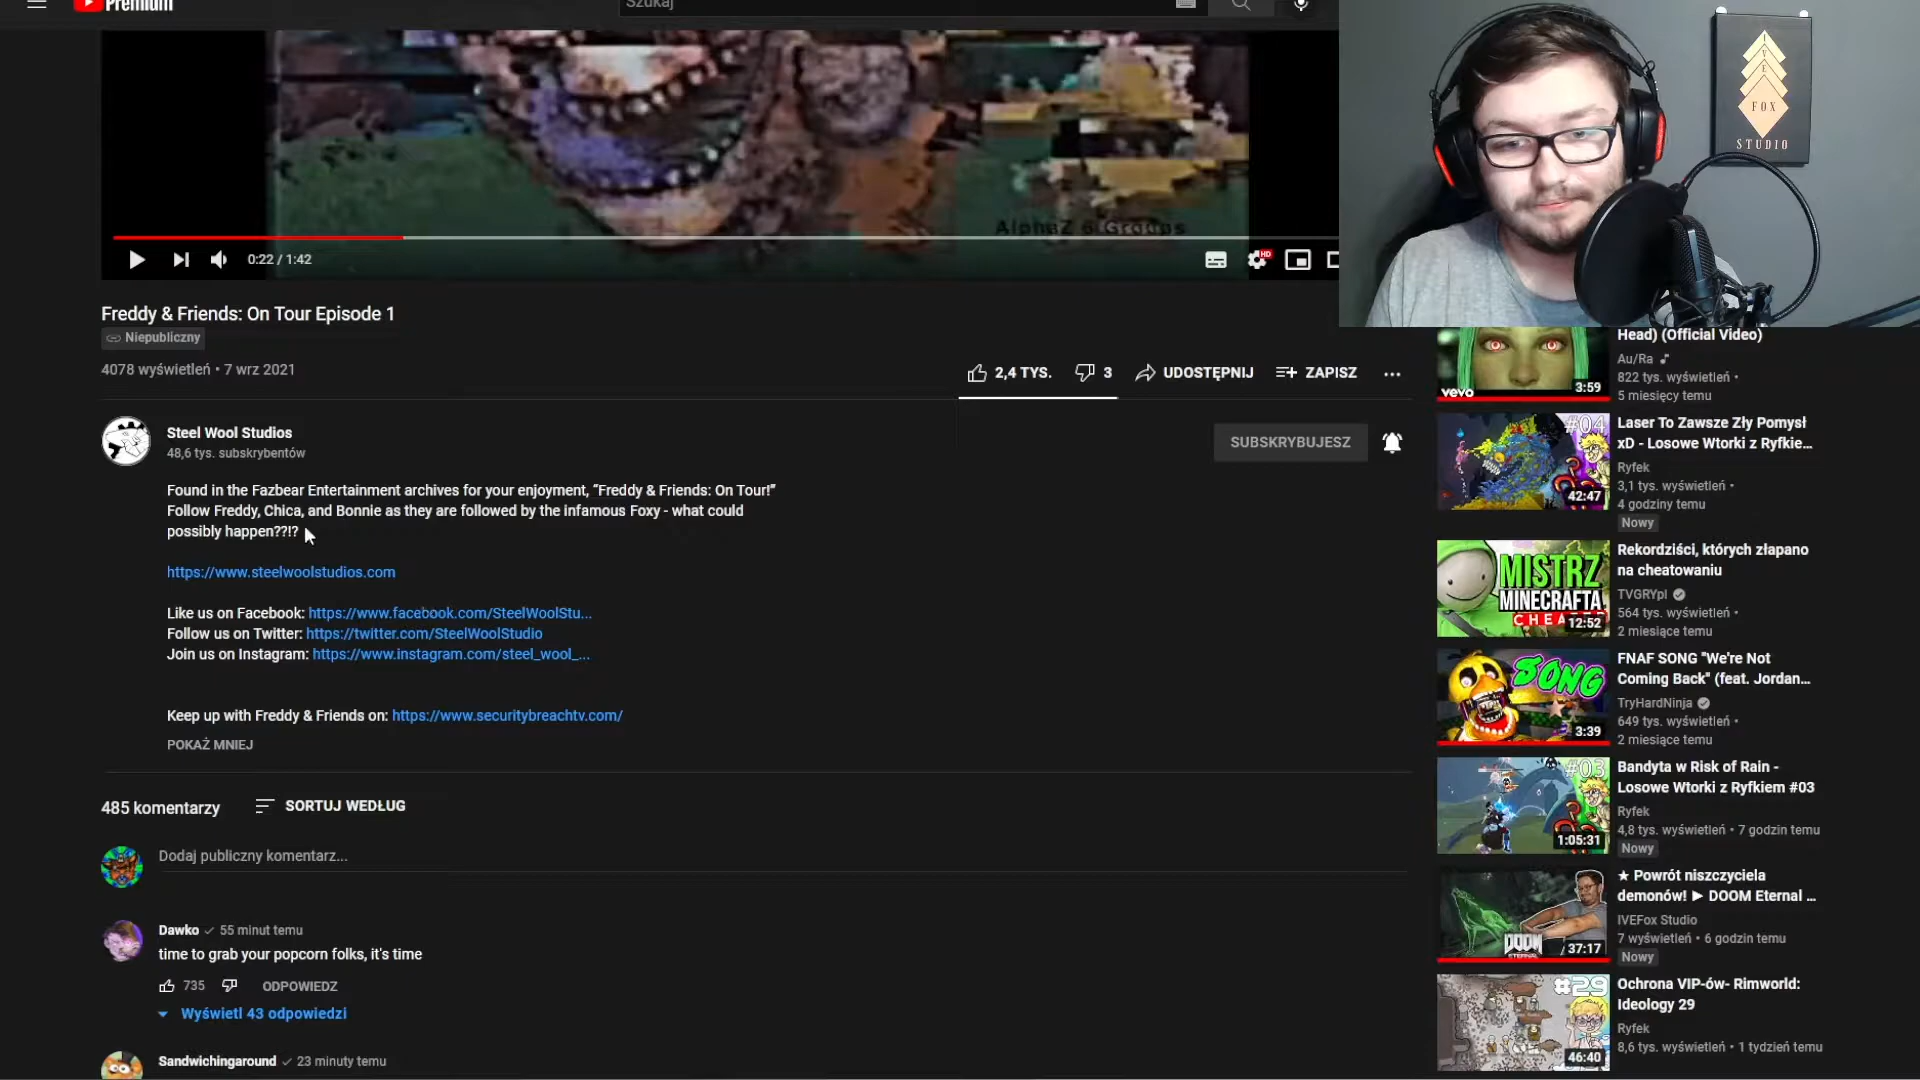 Premium
Szukaj
I
V
E
FOX
STUDIO
AlphaZ 6 Groups
0:22 / 1:42
HD
Freddy & Friends: On Tour Episode 1
Niepubliczny
4078 wyświetleń • 7 wrz 2021
2,4 TYS.
3
UDOSTĘPNIJ
ZAPISZ
Steel Wool Studios
48,6 tys. subskrybentów
SUBSKRYBUJESZ
Found in the Fazbear Entertainment archives for your enjoyment, “Freddy & Friends: On Tour!”
Follow Freddy, Chica, and Bonnie as they are followed by the infamous Foxy - what could
possibly happen??!?
https://www.steelwoolstudios.com
Like us on Facebook: https://www.facebook.com/SteelWoolStu...
Follow us on Twitter: https://twitter.com/SteelWoolStudio
Join us on Instagram: https://www.instagram.com/steel_wool_...
Keep up with Freddy & Friends on: https://www.securitybreachtv.com/
POKAŻ MNIEJ
485 komentarzy
SORTUJ WEDŁUG
Dodaj publiczny komentarz...
Dawko 55 minut temu
time to grab your popcorn folks, it's time
735
ODPOWIEDZ
Wyświetl 43 odpowiedzi
Sandwichingaround 23 minuty temu
vevo
3:59
Head) (Official Video)
Au/Ra
822 tys. wyświetleń •
5 miesięcy temu
#04
42:47
Laser To Zawsze Zły Pomysł
xD - Losowe Wtorki z Ryfkie...
Ryfek
3,1 tys. wyświetleń •
4 godziny temu
Nowy
MISTRZ
MINECRAFTA
CHEA
12:52
Rekordziści, których złapano
na cheatowaniu
TVGRYpl
564 tys. wyświetleń •
2 miesiące temu
SONG
3:39
FNAF SONG "We're Not
Coming Back" (feat. Jordan...
TryHardNinja
649 tys. wyświetleń •
2 miesiące temu
#03
1:05:31
Bandyta w Risk of Rain -
Losowe Wtorki z Ryfkiem #03
Ryfek
4,8 tys. wyświetleń • 7 godzin temu
Nowy
DOOM
ETERNAL
37:17
★ Powrót niszczyciela
demonów! ► DOOM Eternal ...
IVEFox Studio
7 wyświetleń • 6 godzin temu
Nowy
#29
46:40
Ochrona VIP-ów- Rimworld:
Ideology 29
Ryfek
8,6 tys. wyświetleń • 1 tydzień temu